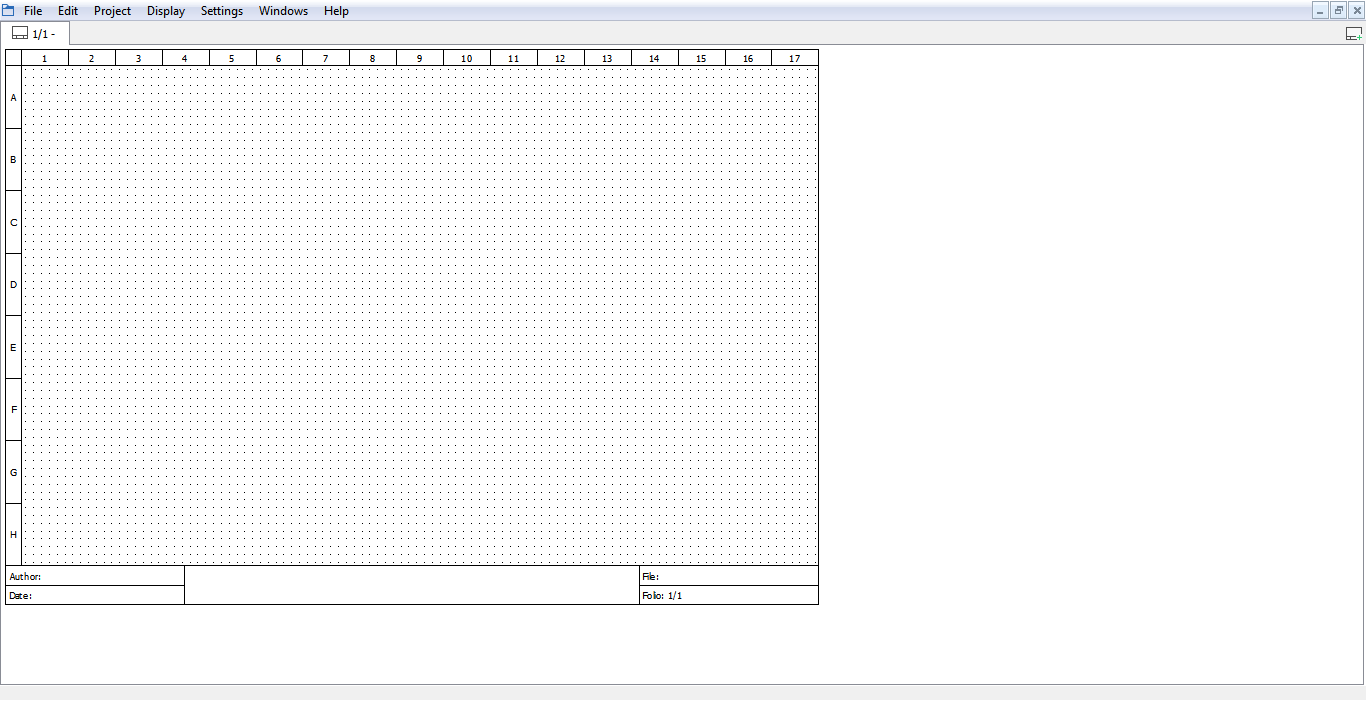 File Edit Project Display Settings Windows Help
1/1 -
1 2 3 4 5 6 7 8 9 10 11 12 13 14 15 16 17
A
B
C
D
E
F
G
H
Author: File:
Date: Folio: 1/1